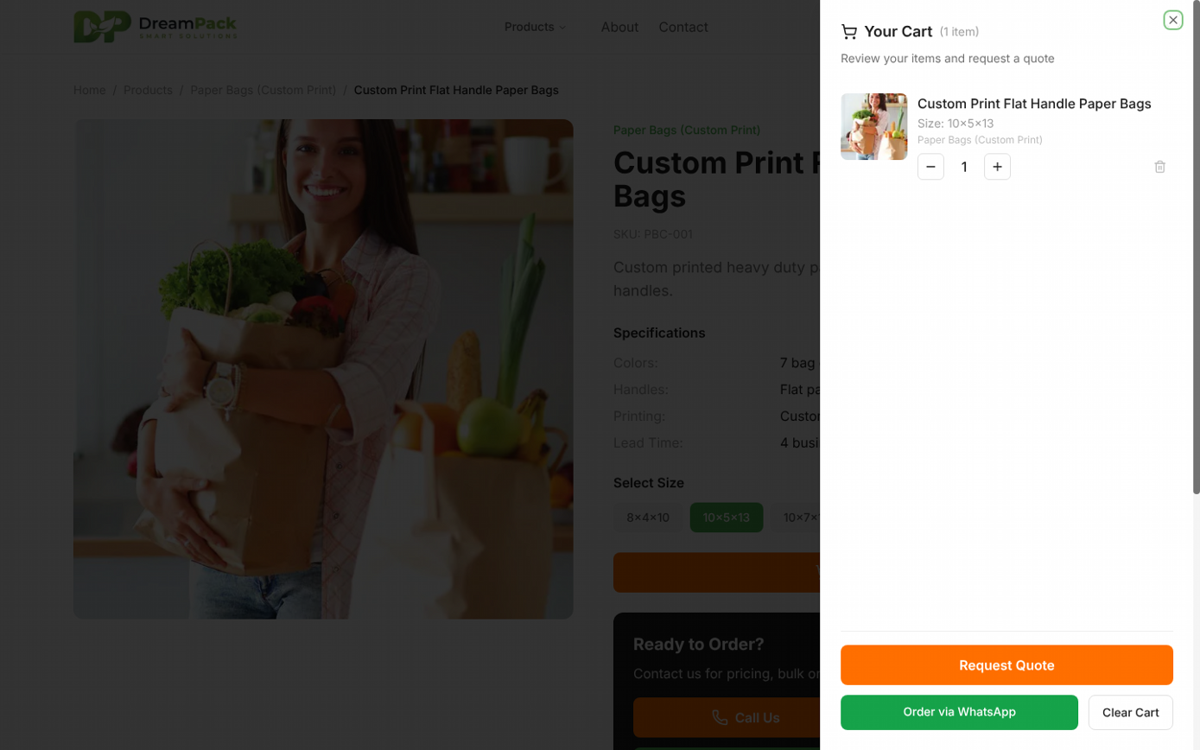 DreamPack
SMART SOLUTIONS
Products
About
Contact
Home / Products / Paper Bags (Custom Print) / Custom Print Flat Handle Paper Bags
Paper Bags (Custom Print)
Custom Print
Bags
SKU: PBC-001
Custom printed heavy duty
handles.
Specifications
Colors:
7 bag
Handles:
Flat
Printing:
Lead Time:
4
Select Size
8×4×10
10×5×13
10×7×
Ready to Order?
Contact us for pricing, bulk
Call Us
Your Cart (1 item)
Review your items and request a quote
Custom Print Flat Handle Paper Bags
Size: 10×5×13
Paper Bags (Custom Print)
− 1 +
Request Quote
Order via WhatsApp
Clear Cart